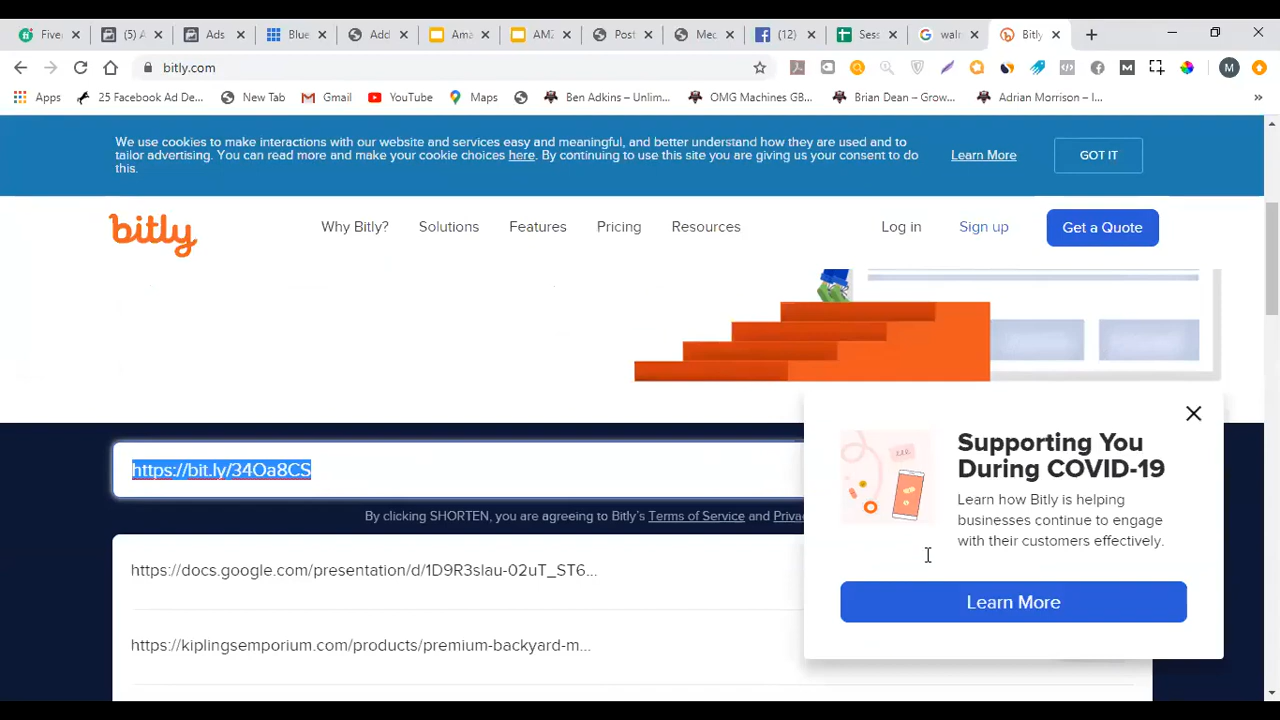 Five
(5) A
Ads
Blue
Add
Ama
AMZ
Post
Mec
(12)
Sess
walr
Bitly
bitly.com
M
M
Apps
25 Facebook Ad De...
New Tab
Gmail
YouTube
Maps
Ben Adkins – Unlim...
OMG Machines GB...
Brian Dean – Grow...
Adrian Morrison – I...
»
We use cookies to make interactions with our website and services easy and meaningful, and better understand how they are used and to
tailor advertising. You can read more and make your cookie choices here. By continuing to use this site you are giving us your consent to do
this.
Learn More
GOT IT
bitly
Why Bitly?
Solutions
Features
Pricing
Resources
Log in
Sign up
Get a Quote
https://bit.ly/34Oa8CS
By clicking SHORTEN, you are agreeing to Bitly's Terms of Service and Privac
https://docs.google.com/presentation/d/1D9R3slau-02uT_ST6...
https://kiplingsemporium.com/products/premium-backyard-m...
Supporting You
During COVID-19
Learn how Bitly is helping
businesses continue to engage
with their customers effectively.
Learn More